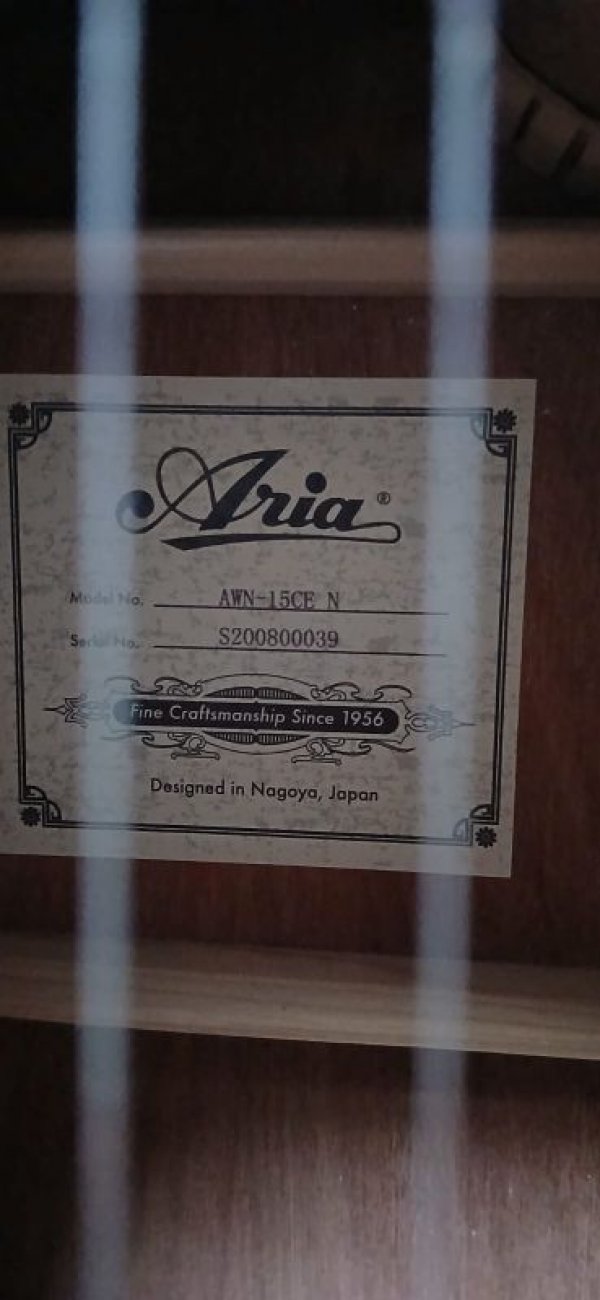 Aria®
Model No. AWN-15CE N
Serial No. S200800039
Fine Craftsmanship Since 1956
Designed in Nagoya, Japan